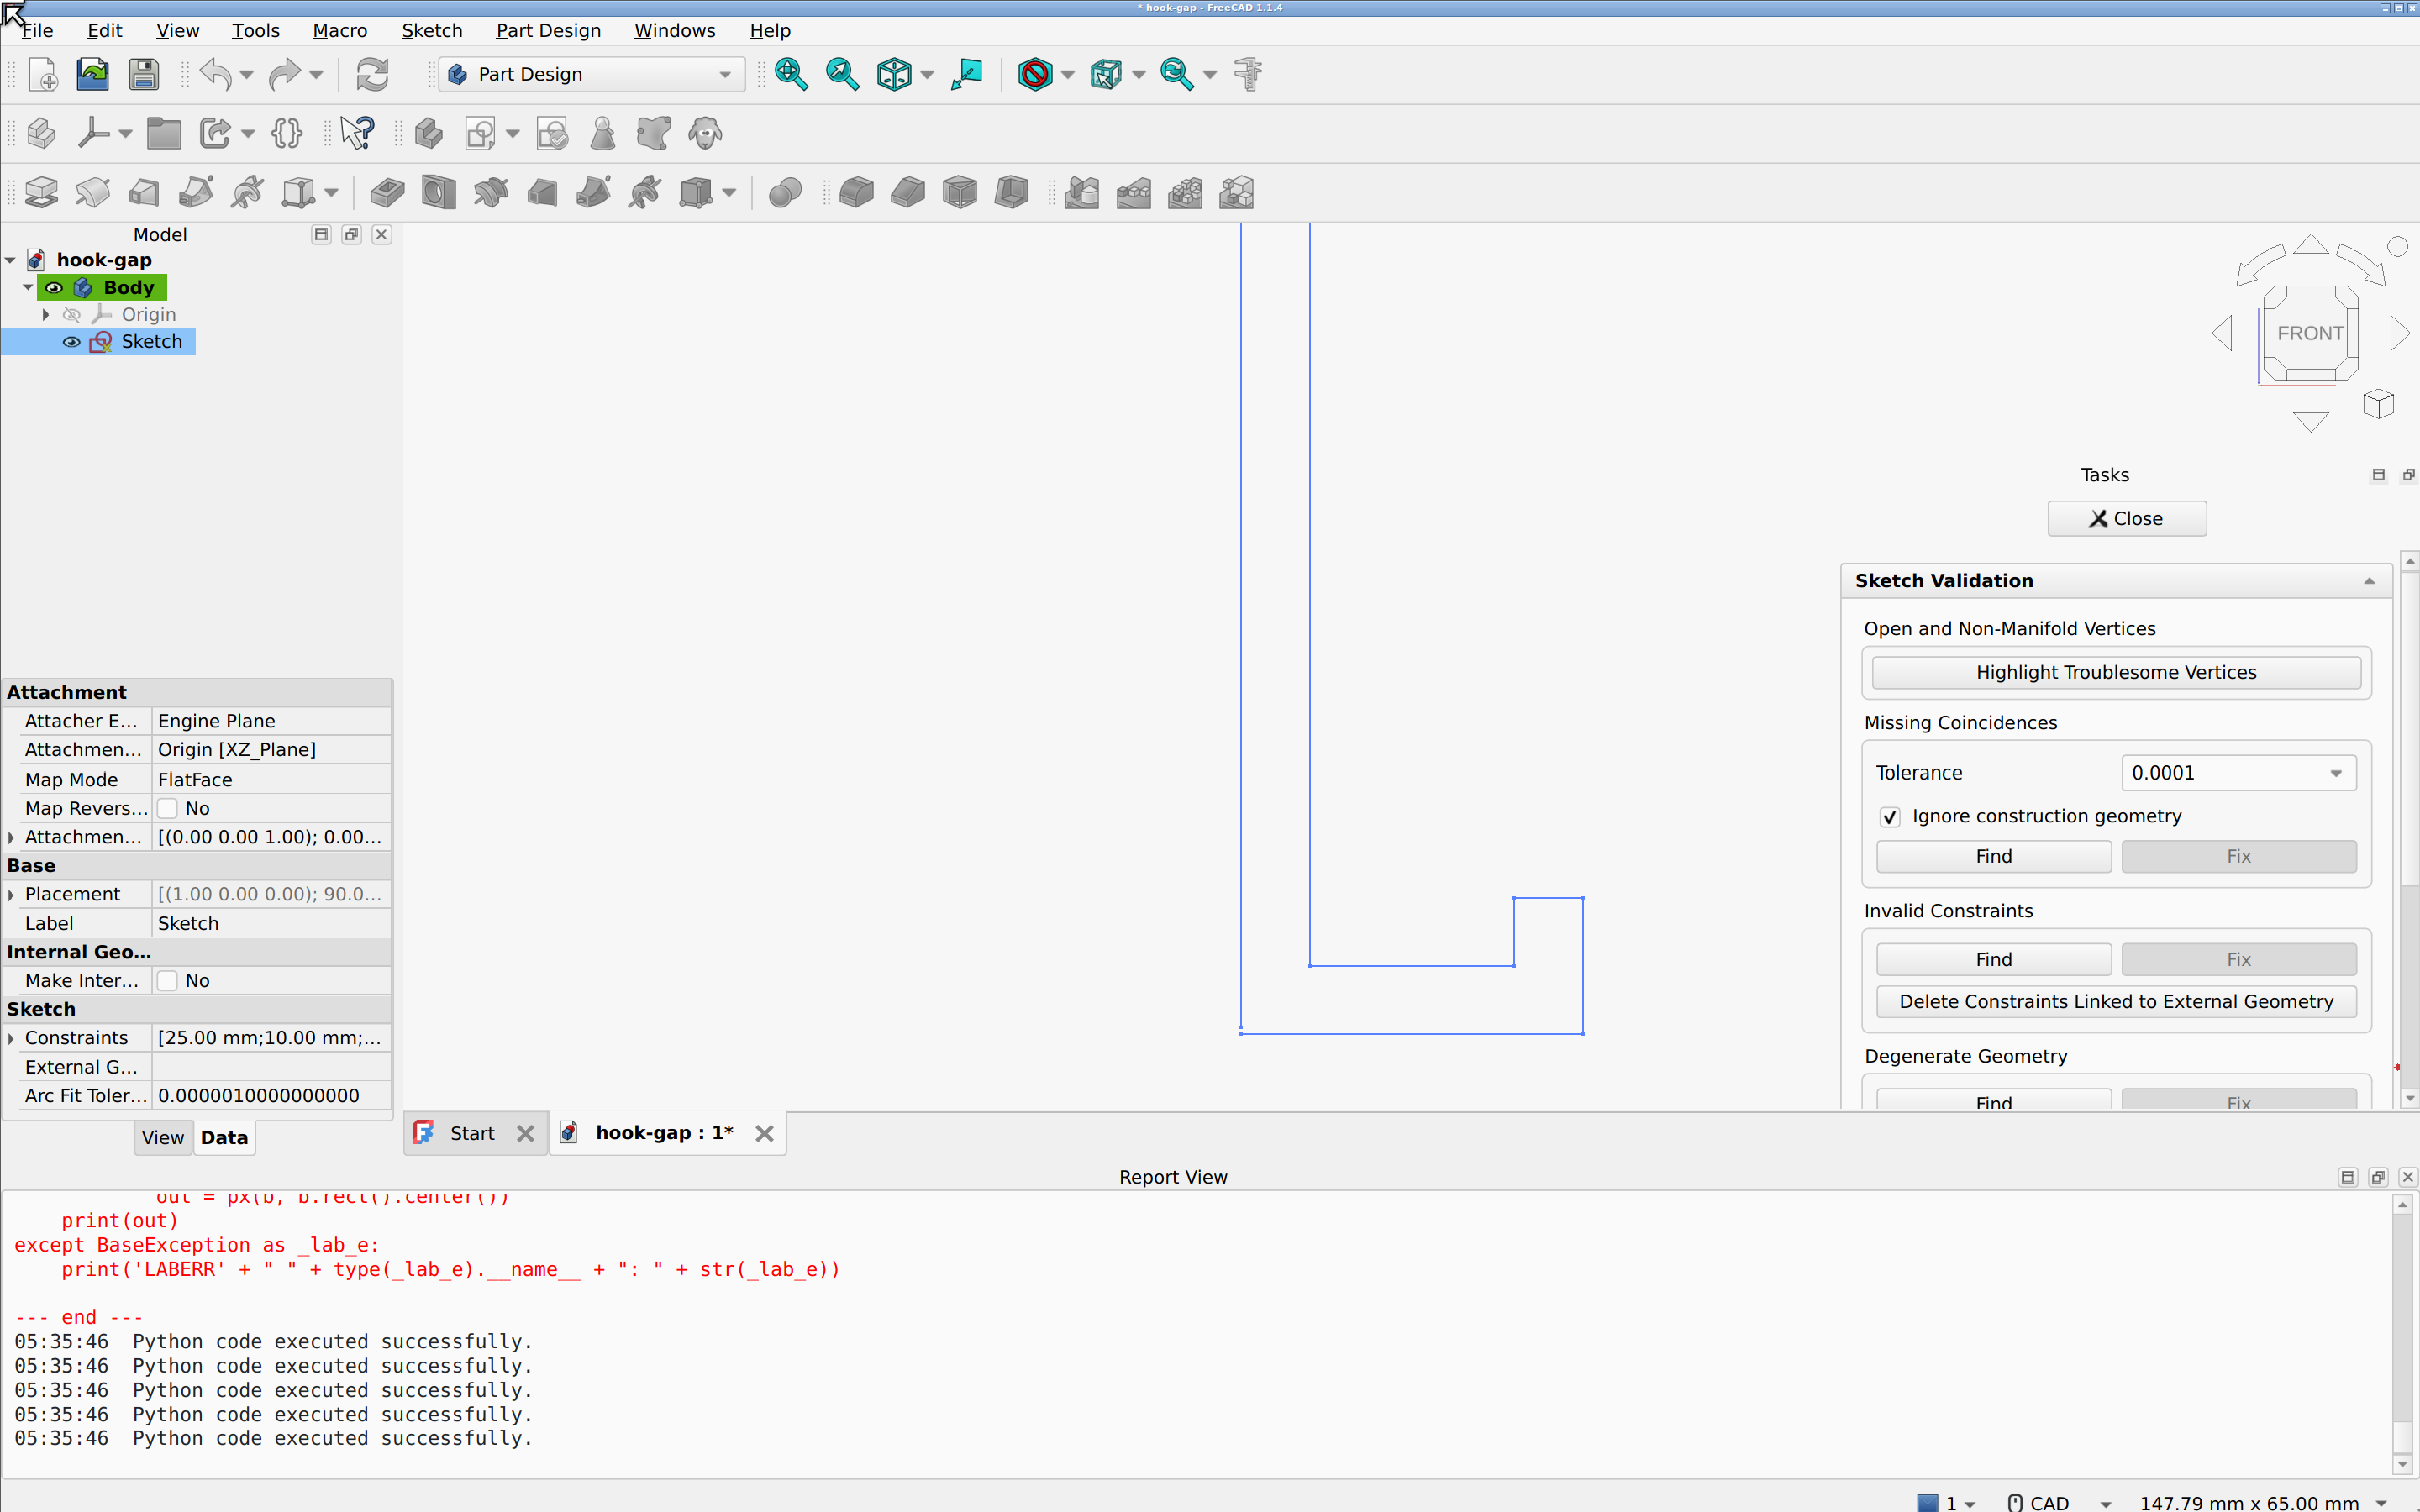 * hook-gap - FreeCAD 1.1.4
File Edit View Tools Macro Sketch Part Design Windows Help
Part Design
Model
hook-gap
Body
Origin
Sketch
FRONT
Tasks
Close
Sketch Validation
Open and Non-Manifold Vertices
Highlight Troublesome Vertices
Missing Coincidences
Tolerance 0.0001
Ignore construction geometry
Find Fix
Invalid Constraints
Find Fix
Delete Constraints Linked to External Geometry
Degenerate Geometry
Find Fix
Attachment
Attacher E... Engine Plane
Attachmen... Origin [XZ_Plane]
Map Mode FlatFace
Map Revers... No
Attachmen... [(0.00 0.00 1.00); 0.00...
Base
Placement [(1.00 0.00 0.00); 90.0...
Label Sketch
Internal Geo...
Make Inter... No
Sketch
Constraints [25.00 mm;10.00 mm;...
External G...
Arc Fit Toler... 0.0000010000000000
View Data
Start hook-gap : 1*
Report View
out = px(b, b.rect().center())
print(out)
except BaseException as _lab_e:
print('LABERR' + " " + type(_lab_e).__name__ + ": " + str(_lab_e))
--- end ---
05:35:46 Python code executed successfully.
05:35:46 Python code executed successfully.
05:35:46 Python code executed successfully.
05:35:46 Python code executed successfully.
05:35:46 Python code executed successfully.
1 CAD 147.79 mm x 65.00 mm